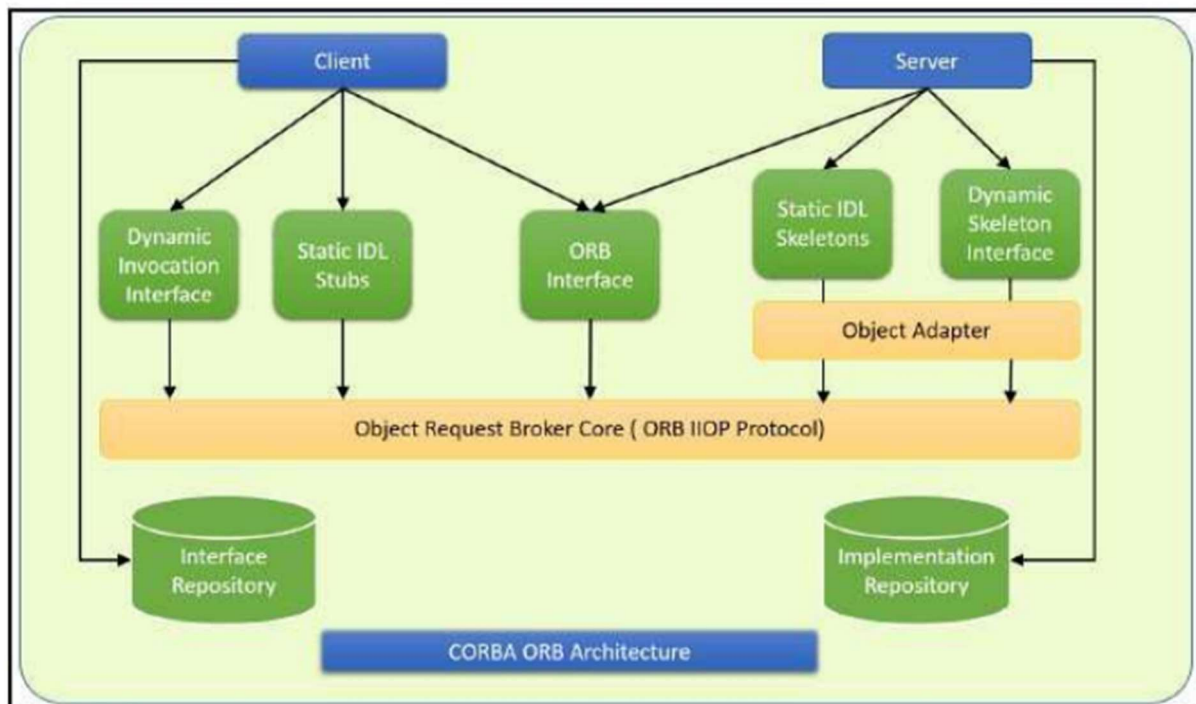 Client
Server
Dynamic
Invocation
Interface
Static IDL
Stubs
ORB
Interface
Static IDL
Skeletons
Dynamic
Skeleton
Interface
Object Adapter
Object Request Broker Core ( ORB IIOP Protocol)
Interface
Repository
Implementation
Repository
CORBA ORB Architecture